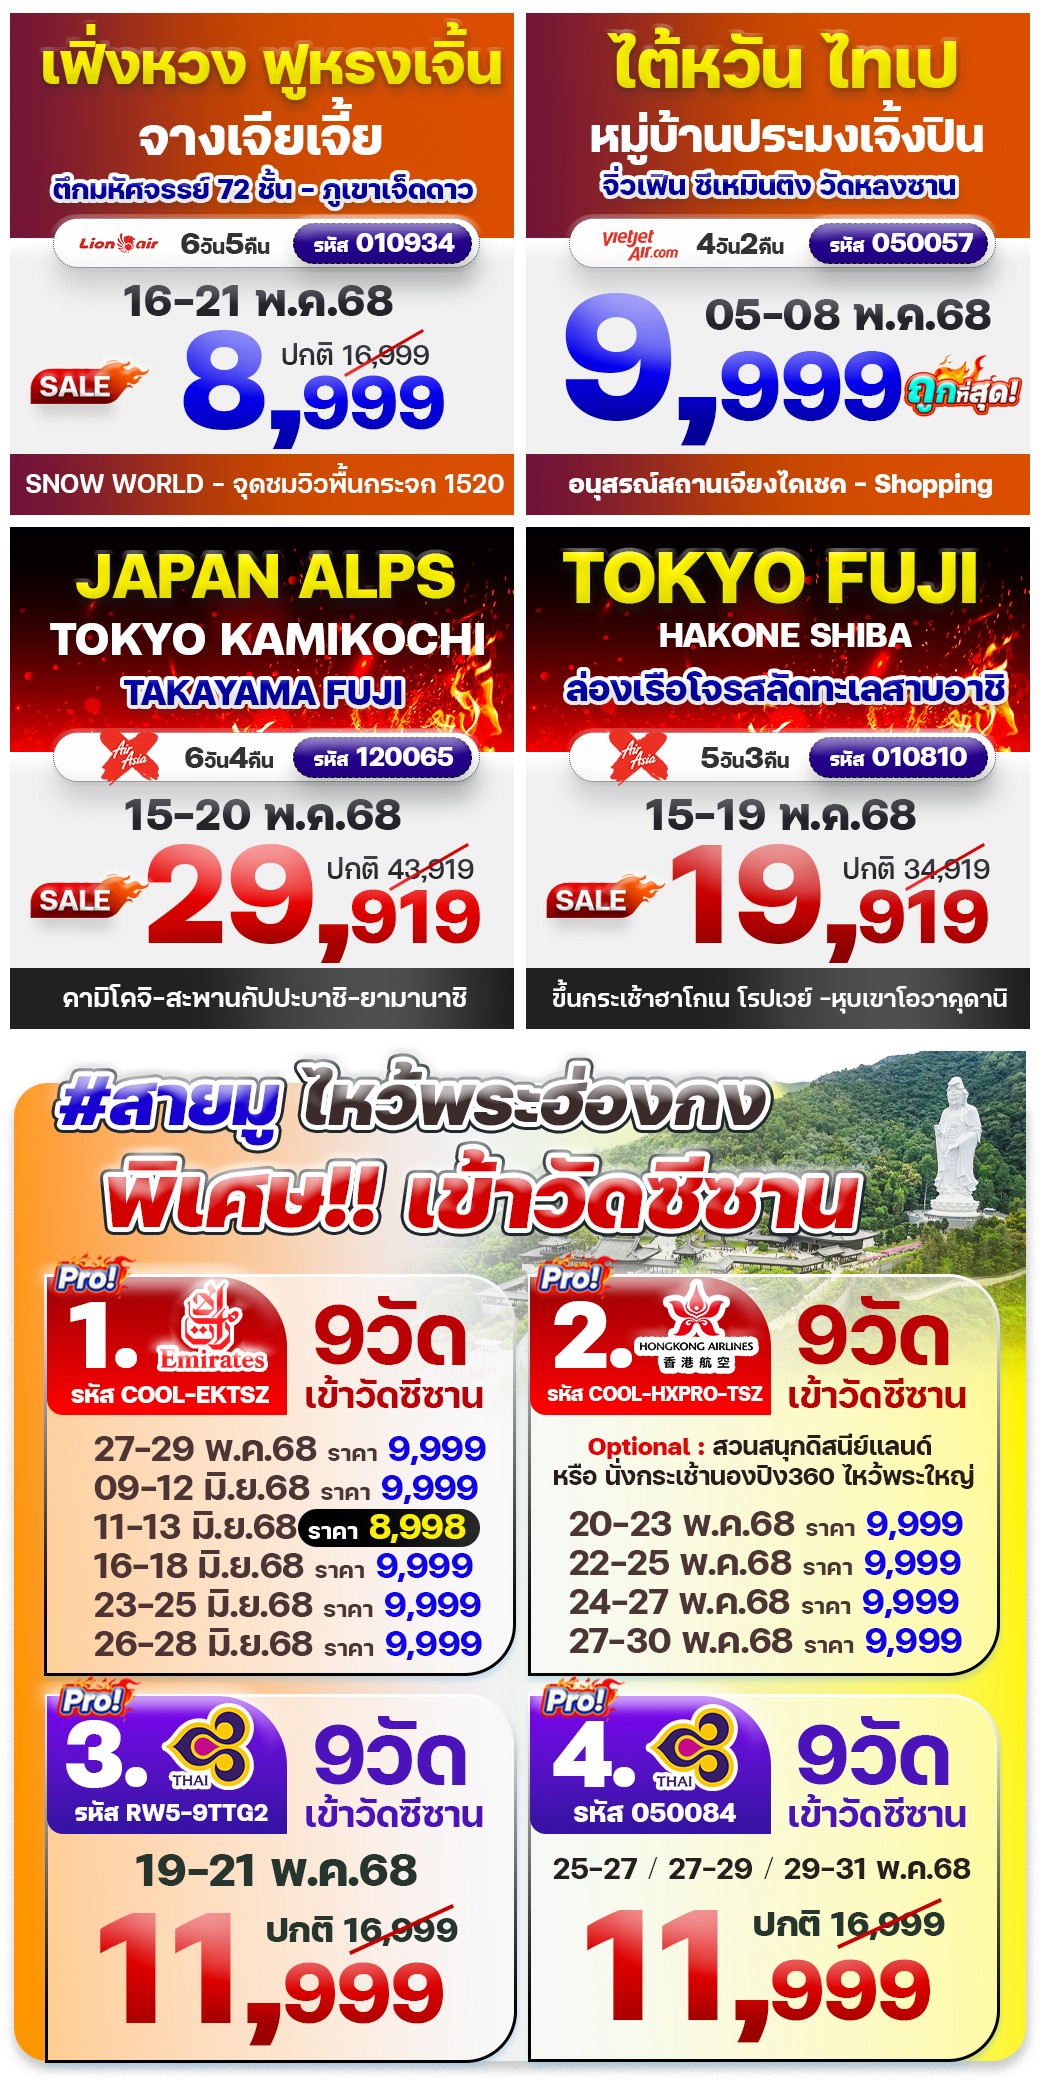 เฟิ่งหวง ฟูหรงเจิ้น
จางเจียเจี้ย
ตึกมหัศจรรย์ 72 ชั้น - ภูเขาเจ็ดดาว
Lion air 6วัน5คืน รหัส 010934
16-21 พ.ค.68
ปกติ 16,999
SALE 8,999
SNOW WORLD - จุดชมวิวพื้นกระจก 1520
ไต้หวัน ไทเป
หมู่บ้านประมงเจิ้งปิน
จิ่วเฟิน ซีเหมินติง วัดหลงซาน
vietjet Air.com 4วัน2คืน รหัส 050057
05-08 พ.ค.68
9,999 ถูกที่สุด!
อนุสรณ์สถานเจียงไคเชค - Shopping
JAPAN ALPS
TOKYO KAMIKOCHI
TAKAYAMA FUJI
Air Asia X 6วัน4คืน รหัส 120065
15-20 พ.ค.68
ปกติ 43,919
SALE 29,919
คามิโคจิ-สะพานกัปปะบาชิ-ยามานาชิ
TOKYO FUJI
HAKONE SHIBA
ล่องเรือโจรสลัดทะเลสาบอาชิ
Air Asia X 5วัน3คืน รหัส 010810
15-19 พ.ค.68
ปกติ 34,919
SALE 19,919
ขึ้นกระเช้าฮาโกเน โรปเวย์ -หุบเขาโอวาคุดานิ
#สายมู ไหว้พระฮ่องกง
พิเศษ!! เข้าวัดซีซาน
Pro!
1. Emirates
รหัส COOL-EKTSZ
9วัด
เข้าวัดซีซาน
27-29 พ.ค.68 ราคา 9,999
09-12 มิ.ย.68 ราคา 9,999
11-13 มิ.ย.68 ราคา 8,998
16-18 มิ.ย.68 ราคา 9,999
23-25 มิ.ย.68 ราคา 9,999
26-28 มิ.ย.68 ราคา 9,999
Pro!
2. HONGKONG AIRLINES
香港航空
รหัส COOL-HXPRO-TSZ
9วัด
เข้าวัดซีซาน
Optional : สวนสนุกดิสนีย์แลนด์
หรือ นั่งกระเช้านองปิง360 ไหว้พระใหญ่
20-23 พ.ค.68 ราคา 9,999
22-25 พ.ค.68 ราคา 9,999
24-27 พ.ค.68 ราคา 9,999
27-30 พ.ค.68 ราคา 9,999
Pro!
3. THAI
รหัส RW5-9TTG2
9วัด
เข้าวัดซีซาน
19-21 พ.ค.68
ปกติ 16,999
11,999
Pro!
4. THAI
รหัส 050084
9วัด
เข้าวัดซีซาน
25-27 / 27-29 / 29-31 พ.ค.68
ปกติ 16,999
11,999